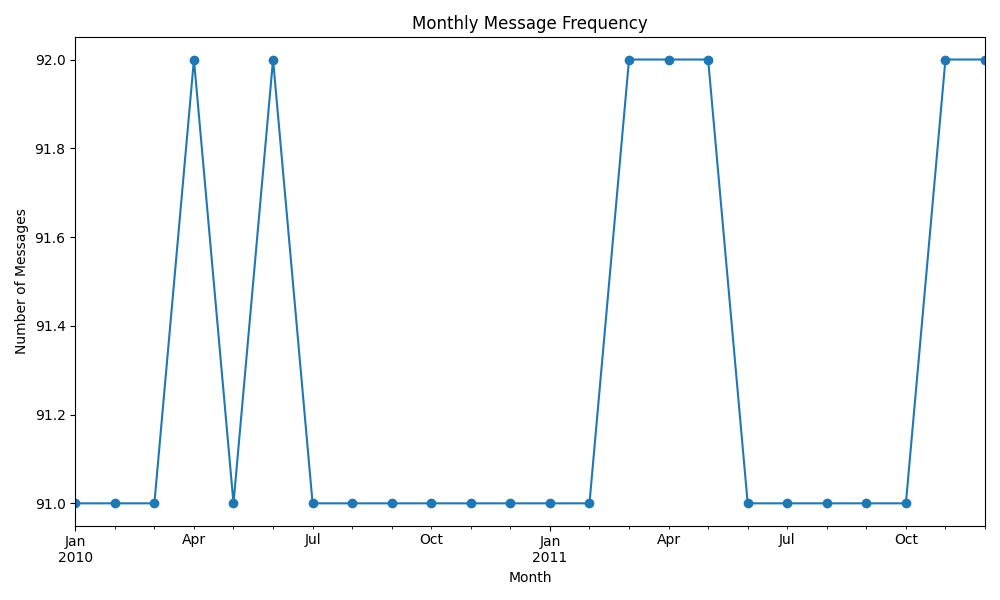 Monthly Message Frequency
Number of Messages
92.0
91.8
91.6
91.4
91.2
91.0
Jan Apr Jul Oct Jan Apr Jul Oct
2010 2011
Month